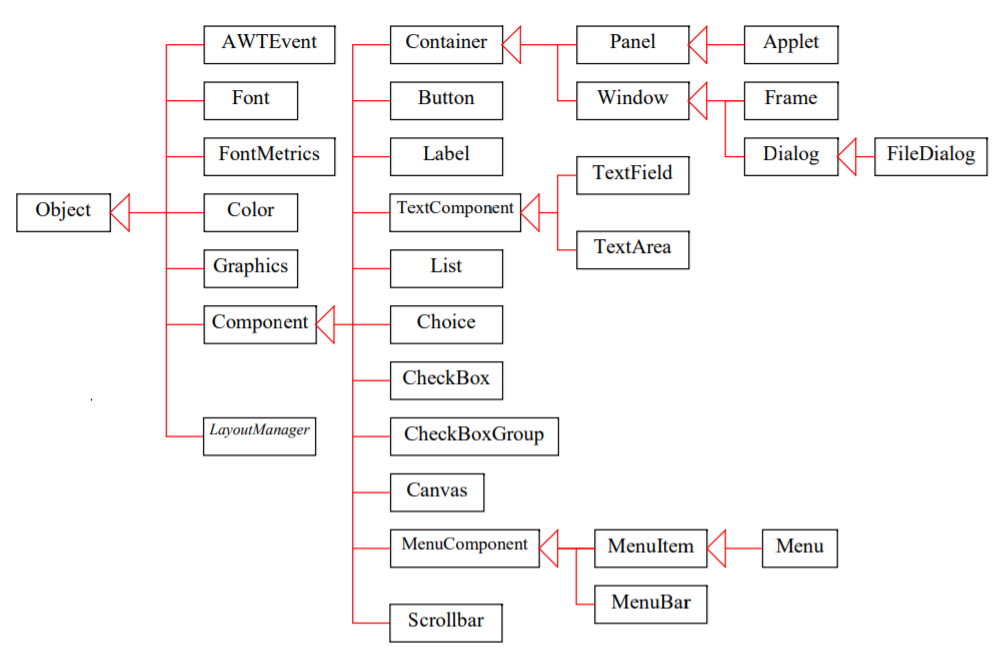 AWTEvent
Container
Panel
Applet
Font
Button
Window
Frame
FontMetrics
Label
Dialog
FileDialog
TextField
Object
Color
TextComponent
TextArea
Graphics
List
Component
Choice
CheckBox
LayoutManager
CheckBoxGroup
Canvas
MenuComponent
MenuItem
Menu
MenuBar
Scrollbar